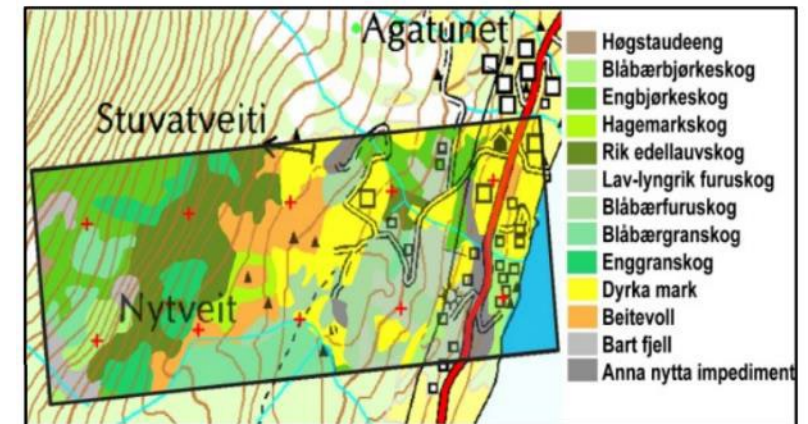 Agatunet
Stuvatveiti
Nytveit
Høgstaudeeng
Blåbærbjørkeskog
Engbjørkeskog
Hagemarkskog
Rik edellauvskog
Lav-lyngrik furuskog
Blåbærfuruskog
Blåbærgranskog
Enggranskog
Dyrka mark
Beitevoll
Bart fjell
Anna nytta impediment